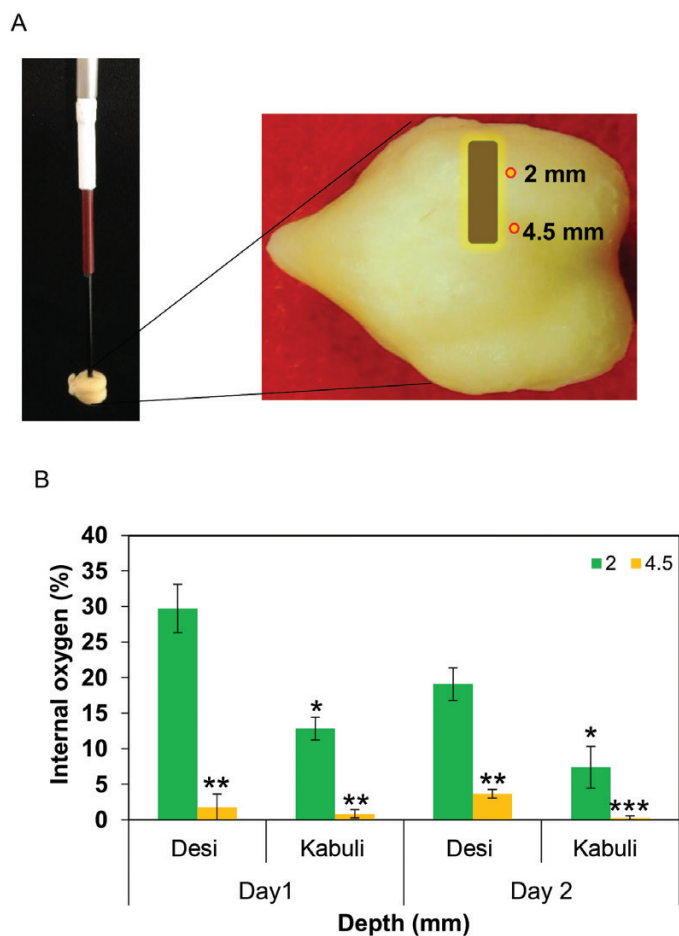 A
2 mm
4.5 mm
B
40
35
30
25
20
15
10
5
0
Internal oxygen (%)
2 4.5
** * ** ** * ***
Desi Kabuli Desi Kabuli
Day1 Day 2
Depth (mm)